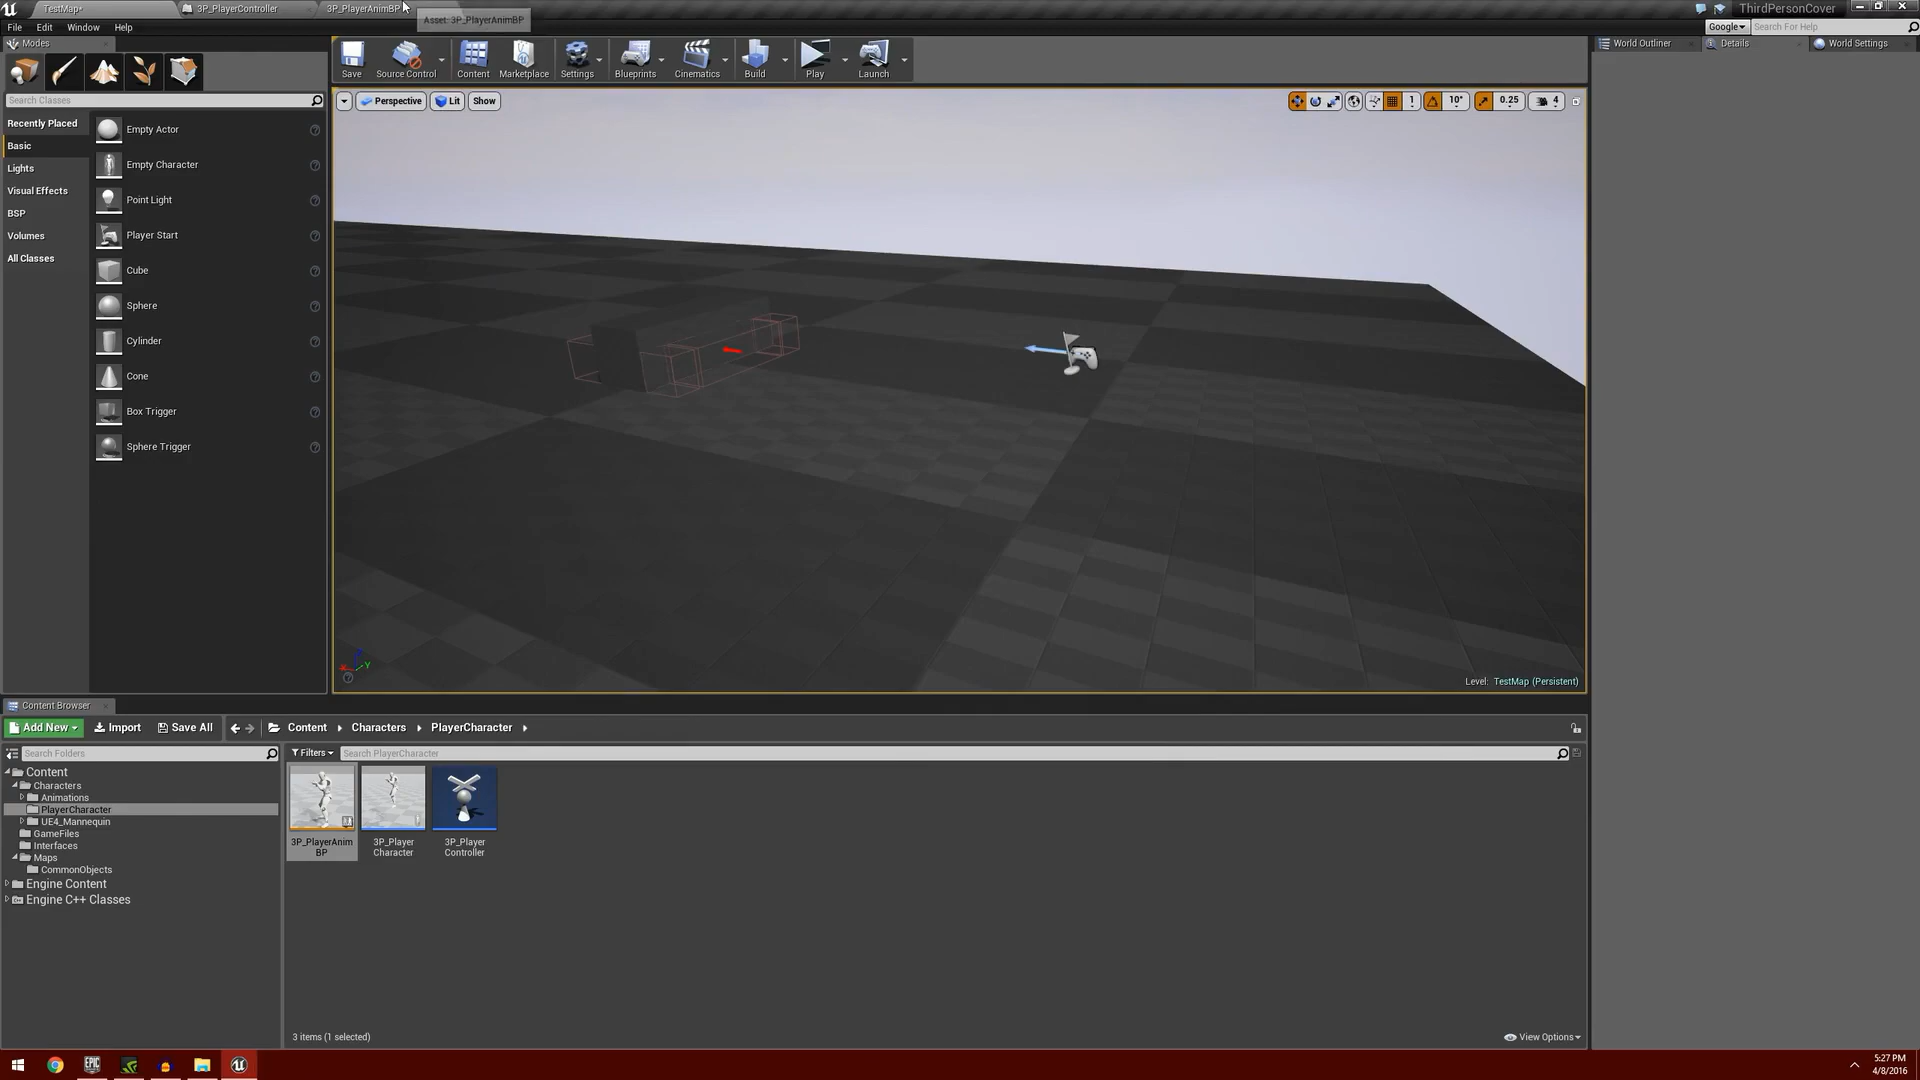 TestMap*
3P_PlayerController
3P_PlayerAnimBP
Asset: 3P_PlayerAnimBP
ThirdPersonCover
File Edit Window Help
Google
Search For Help
Modes
Search Classes
Recently Placed
Basic
Lights
Visual Effects
BSP
Volumes
All Classes
Empty Actor
Empty Character
Point Light
Player Start
Cube
Sphere
Cylinder
Cone
Box Trigger
Sphere Trigger
Save
Source Control
Content
Marketplace
Settings
Blueprints
Cinematics
Build
Play
Launch
World Outliner
Details
World Settings
Perspective Lit Show
1 10° 0.25 4
X Y Z
Level: TestMap (Persistent)
Content Browser
Add New Import Save All Content Characters PlayerCharacter
Search Folders
Filters
Search PlayerCharacter
Content
Characters
Animations
PlayerCharacter
UE4_Mannequin
GameFiles
Interfaces
Maps
CommonObjects
Engine Content
Engine C++ Classes
3P_PlayerAnim
BP
3P_Player
Character
3P_Player
Controller
3 items (1 selected)
View Options
EPIC
5:27 PM
4/8/2016